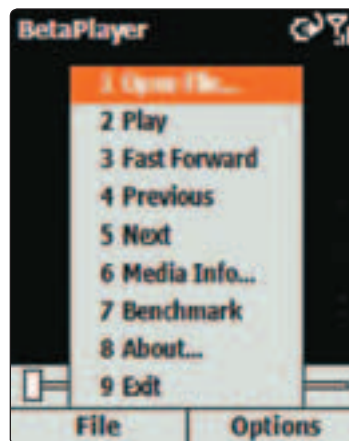 BetaPlayer
1 Open File...
2 Play
3 Fast Forward
4 Previous
5 Next
6 Media Info...
7 Benchmark
8 About...
9 Exit
File Options